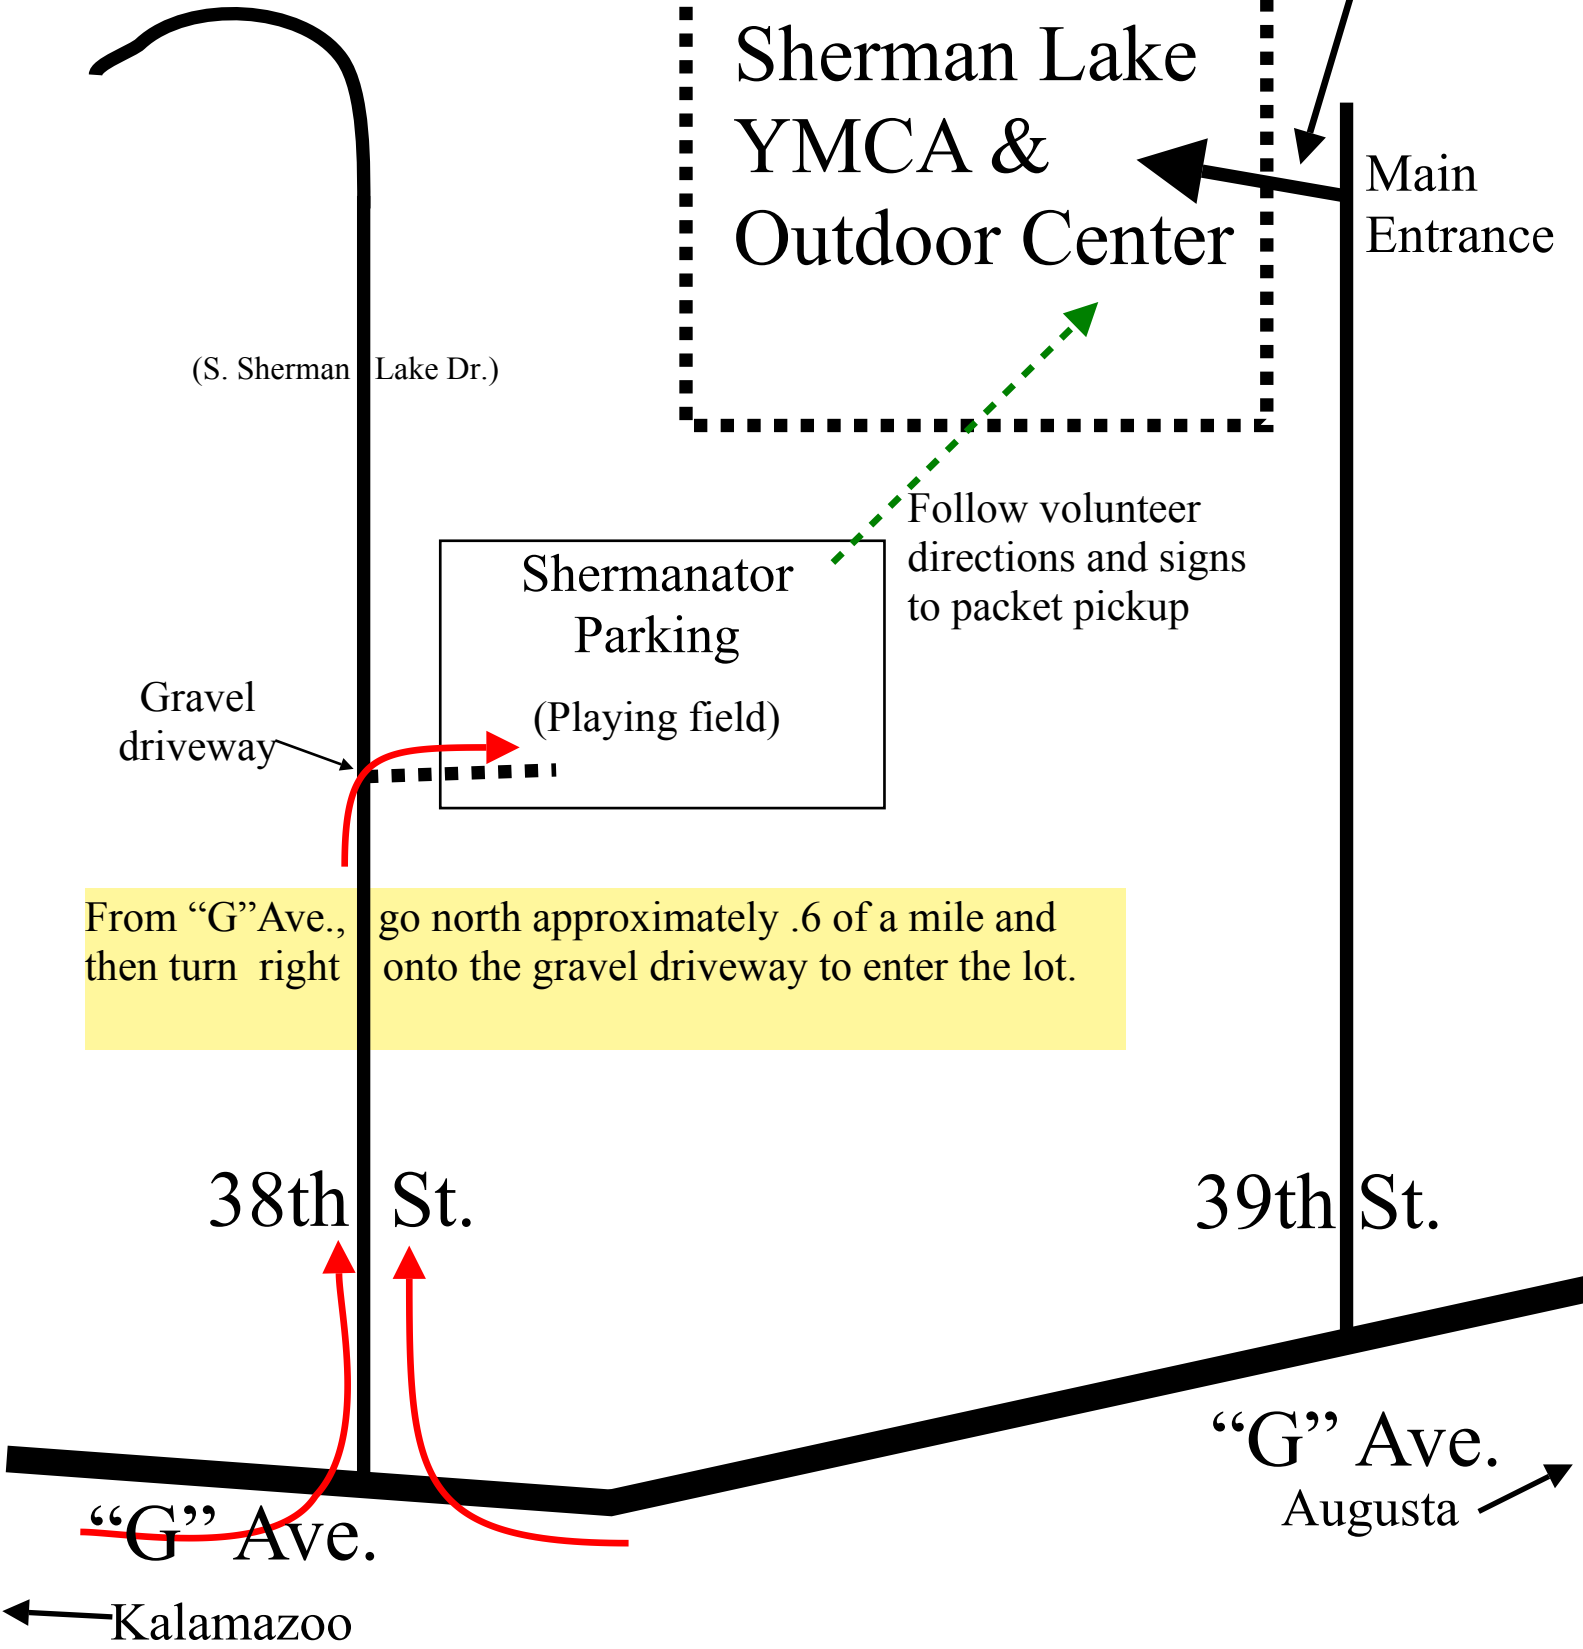 Sherman Lake
YMCA &
Outdoor Center
Main
Entrance
(S. Sherman Lake Dr.)
Follow volunteer
directions and signs
to packet pickup
Shermanator
Parking
(Playing field)
Gravel
driveway
From “G”Ave., go north approximately .6 of a mile and
then turn right onto the gravel driveway to enter the lot.
38th St.
39th St.
“G” Ave.
Augusta
“G” Ave.
Kalamazoo